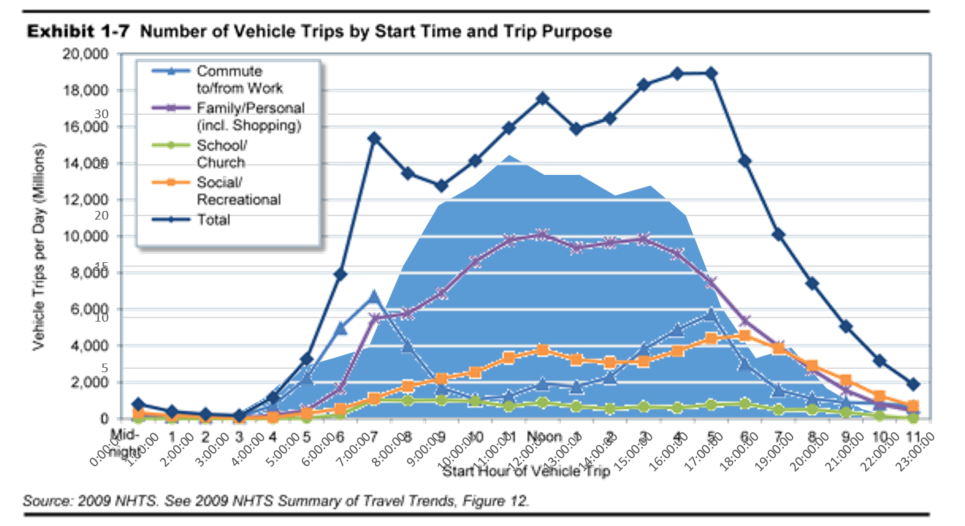 Exhibit 1-7 Number of Vehicle Trips by Start Time and Trip Purpose
20,000
18,000
16,000
14,000
12,000
10,000
8,000
6,000
4,000
2,000
0
30
20
15
10
5
Vehicle Trips per Day (Millions)
Commute
to/from Work
Family/Personal
(incl. Shopping)
School/
Church
Social/
Recreational
Total
Mid-
night
1 2 3 4 5 6 7 8 9 10 11 Noon 1 2 3 4 5 6 7 8 9 10 11
0:00:00 1:00:00 2:00:00 3:00:00 4:00:00 5:00:00 6:00:00 7:00:00 8:00:00 9:00:00 10:00:00 11:00:00 12:00:00 13:00:00 14:00:00 15:00:00 16:00:00 17:00:00 18:00:00 19:00:00 20:00:00 21:00:00 22:00:00 23:00:00
Start Hour of Vehicle Trip
Source: 2009 NHTS. See 2009 NHTS Summary of Travel Trends, Figure 12.